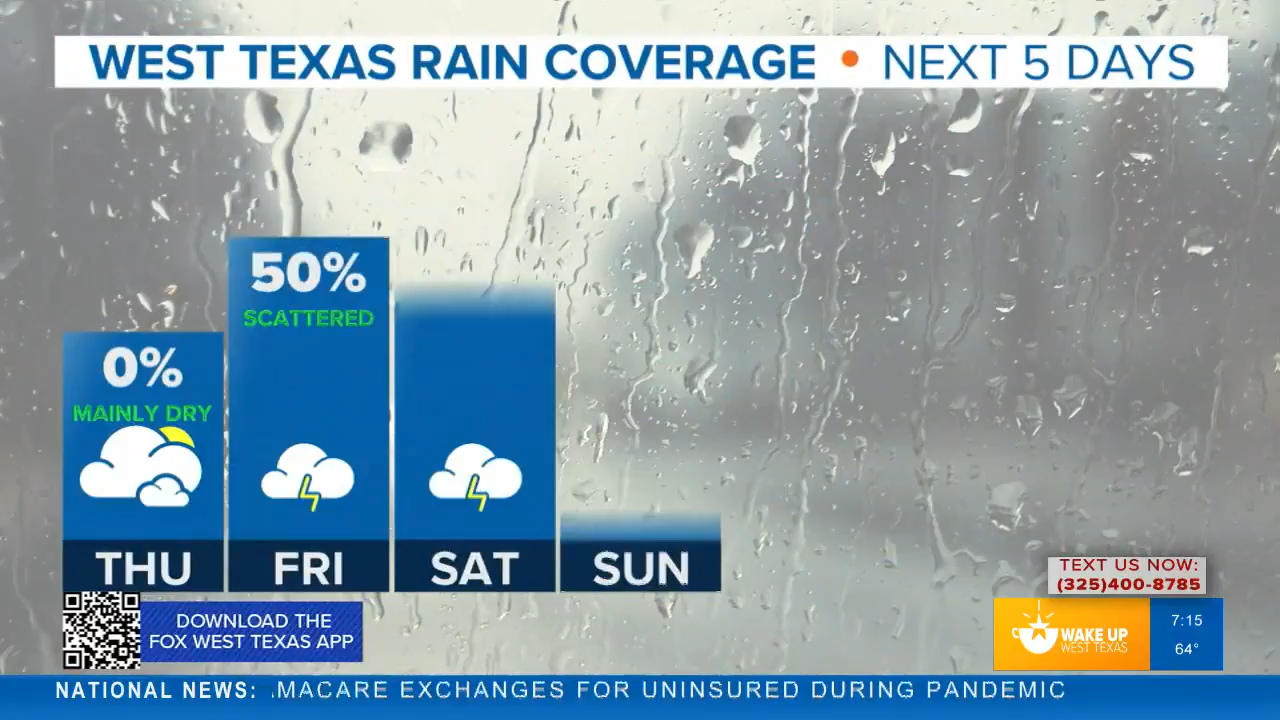 WEST TEXAS RAIN COVERAGE • NEXT 5 DAYS
50%
SCATTERED
0%
MAINLY DRY
THU
FRI
SAT
SUN
TEXT US NOW:
(325)400-8785
DOWNLOAD THE
FOX WEST TEXAS APP
WAKE UP
WEST TEXAS
7:15
64°
NATIONAL NEWS: MACARE EXCHANGES FOR UNINSURED DURING PANDEMIC